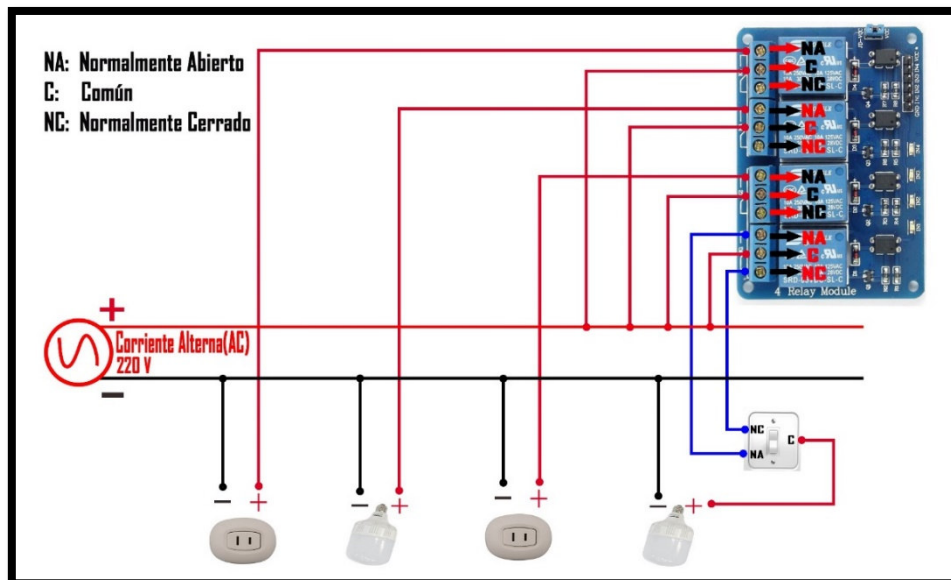 NA: Normalmente Abierto
C: Común
NC: Normalmente Cerrado
NA
C
NC
NA
C
NC
NA
C
NC
NA
C
NC
4 Relay Module
+
Corriente Alterna(AC)
220 V
−
NC
C
NA
− +
− +
− +
− +